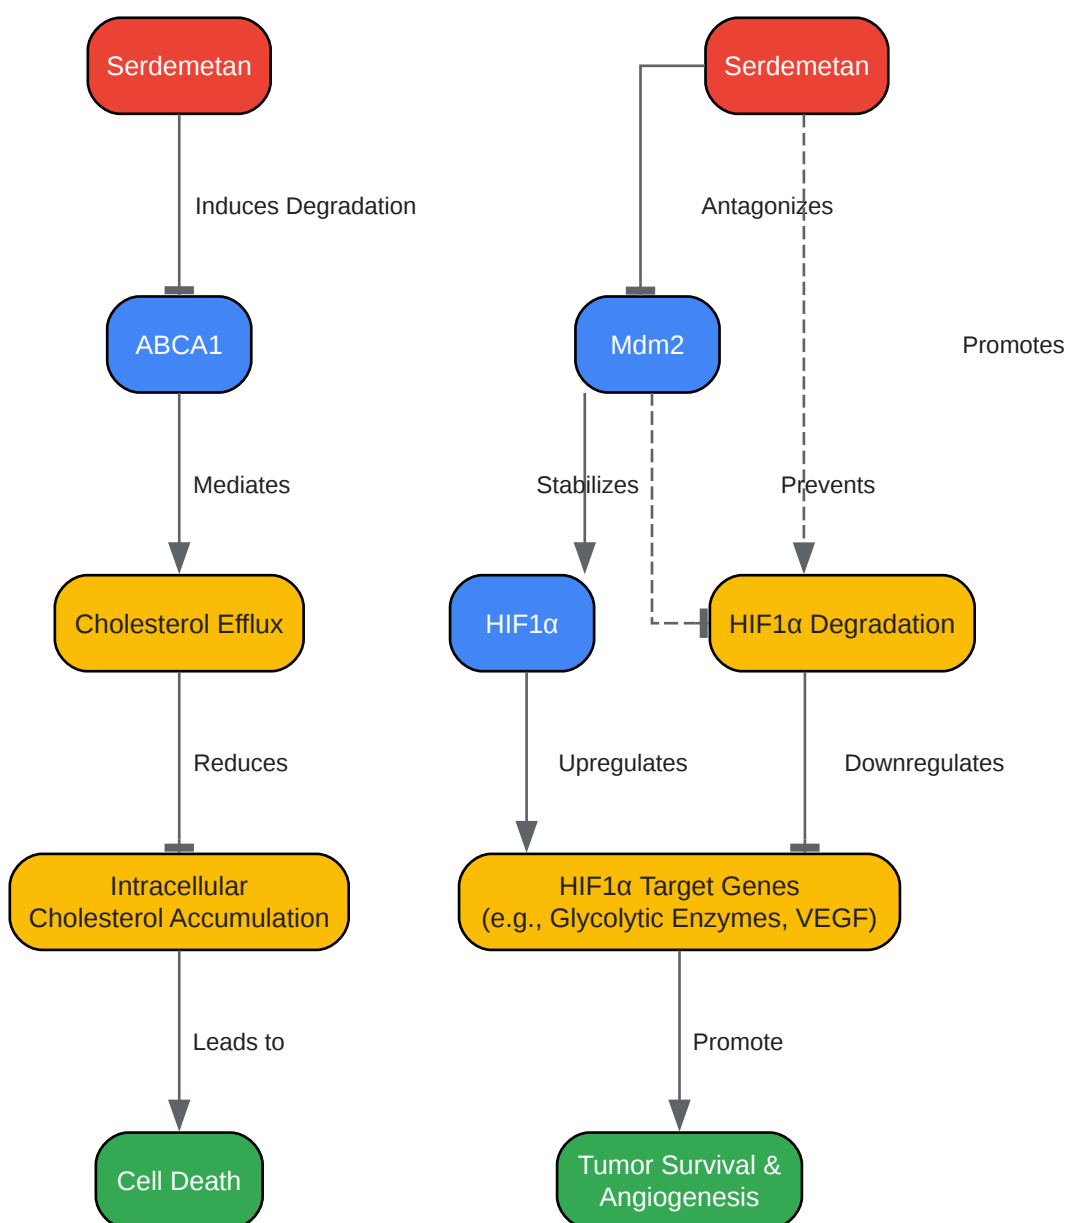 Serdemetan
Serdemetan
Induces Degradation
Antagonizes
ABCA1
Mdm2
Promotes
Mediates
Stabilizes
Prevents
Cholesterol Efflux
HIF1α
HIF1α Degradation
Reduces
Upregulates
Downregulates
Intracellular
Cholesterol Accumulation
HIF1α Target Genes
(e.g., Glycolytic Enzymes, VEGF)
Leads to
Promote
Cell Death
Tumor Survival &
Angiogenesis